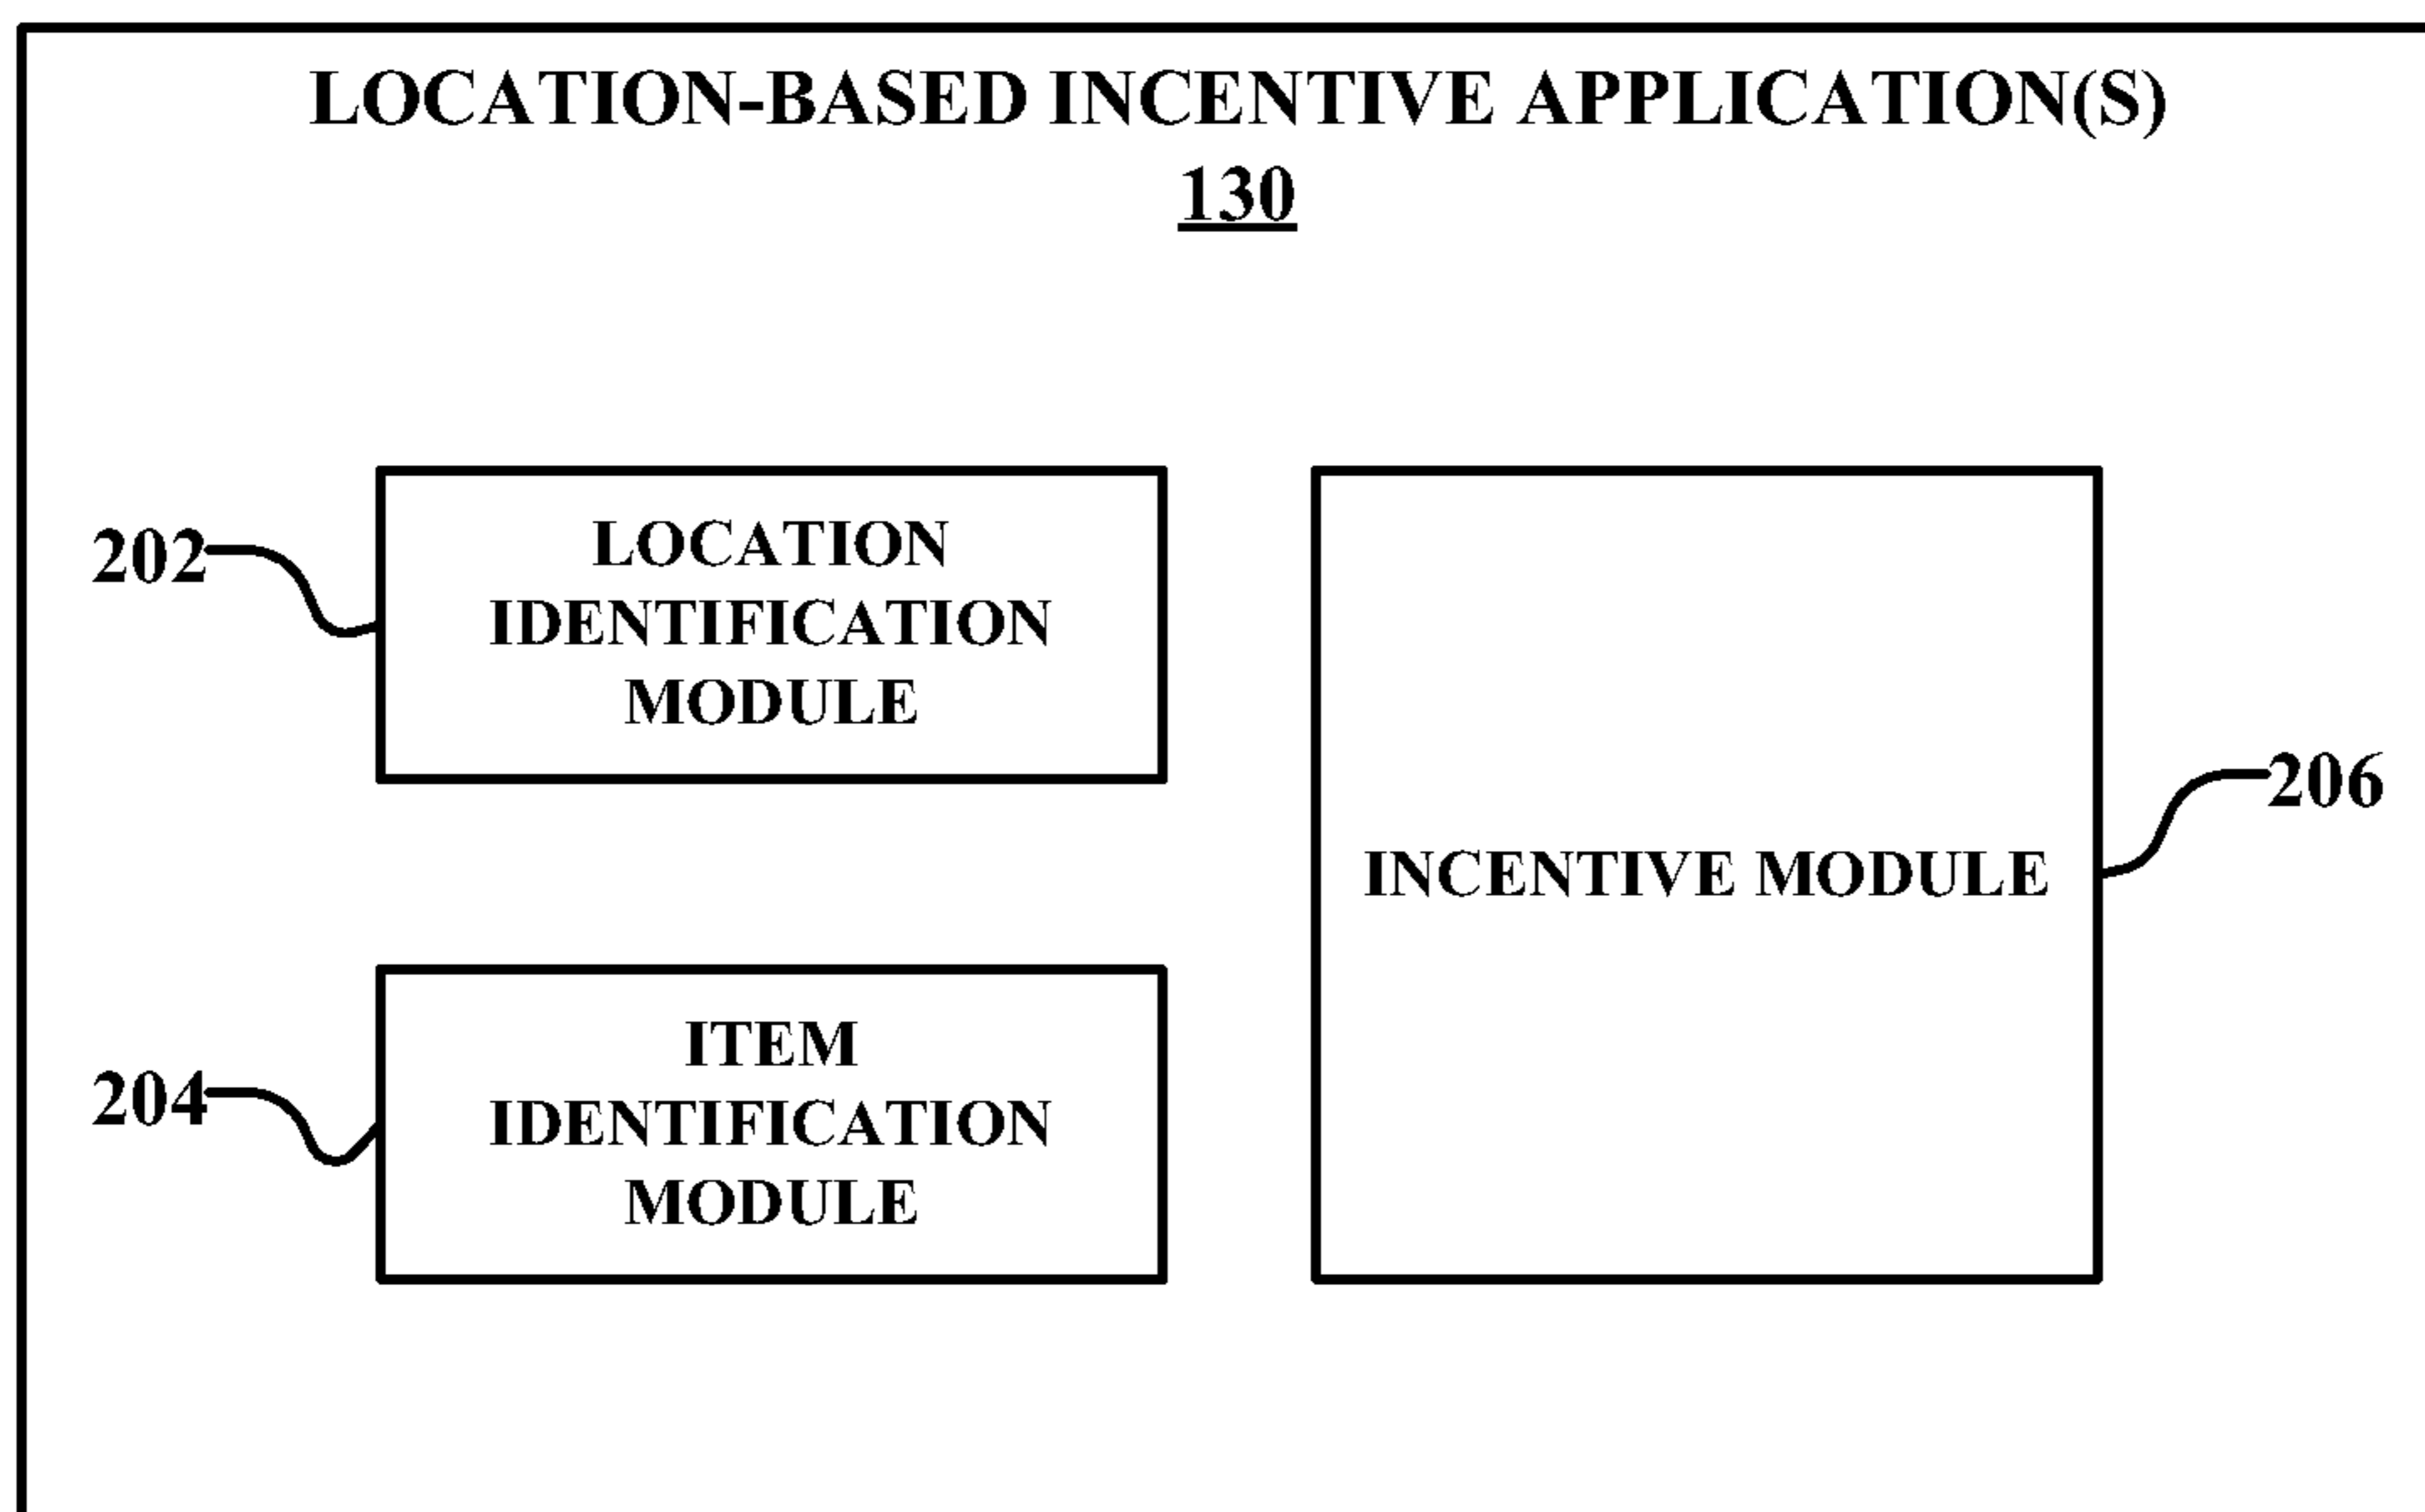 LOCATION-BASED INCENTIVE APPLICATION(S)
130
202
LOCATION
IDENTIFICATION
MODULE
204
ITEM
IDENTIFICATION
MODULE
INCENTIVE MODULE
206